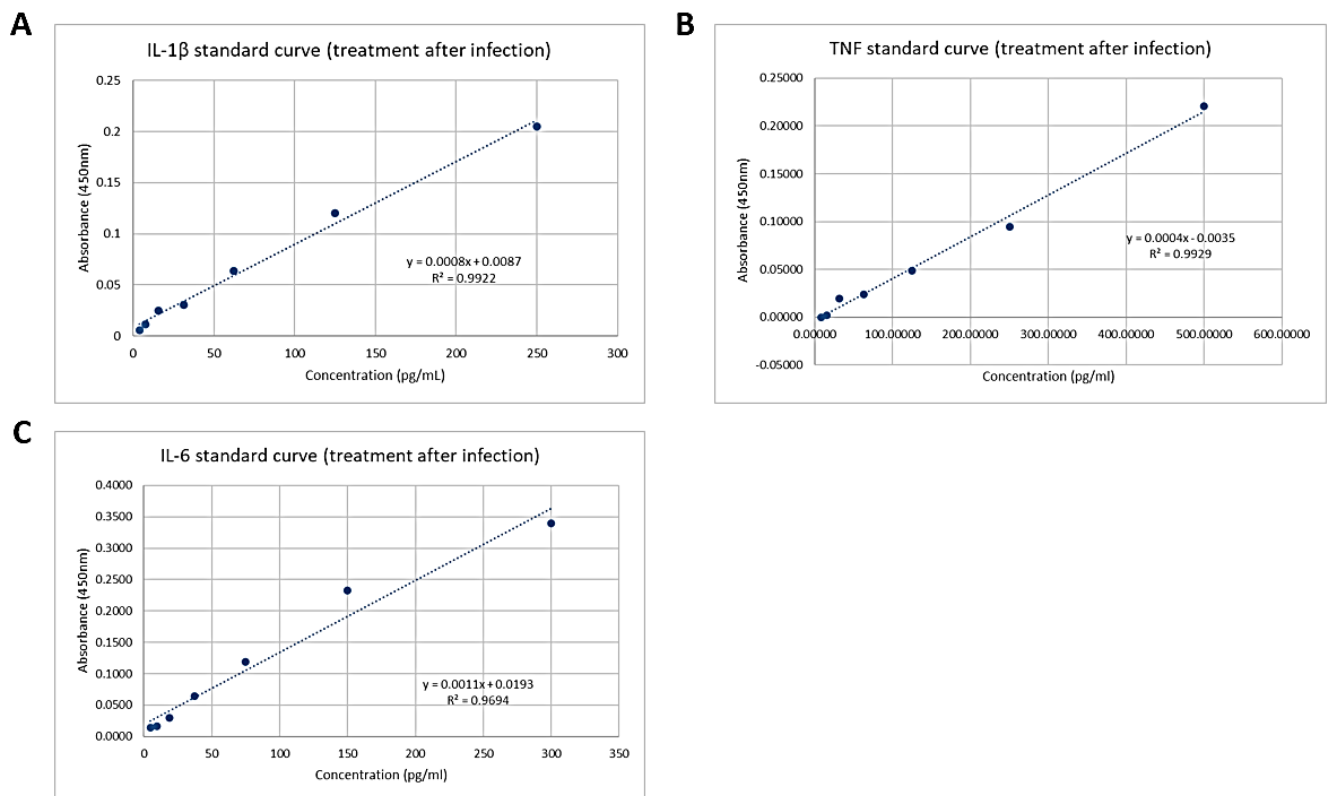 A
IL-1β standard curve (treatment after infection)
Absorbance (450nm)
0.25
0.2
0.15
0.1
0.05
0
y = 0.0008x + 0.0087
R² = 0.9922
0 50 100 150 200 250 300
Concentration (pg/mL)
B
TNF standard curve (treatment after infection)
Absorbance (450nm)
0.25000
0.20000
0.15000
0.10000
0.05000
0.00000
-0.05000
y = 0.0004x - 0.0035
R² = 0.9929
0.00000 100.00000 200.00000 300.00000 400.00000 500.00000 600.00000
Concentration (pg/ml)
C
IL-6 standard curve (treatment after infection)
Absorbance (450nm)
0.4000
0.3500
0.3000
0.2500
0.2000
0.1500
0.1000
0.0500
0.0000
y = 0.0011x + 0.0193
R² = 0.9694
0 50 100 150 200 250 300 350
Concentration (pg/ml)